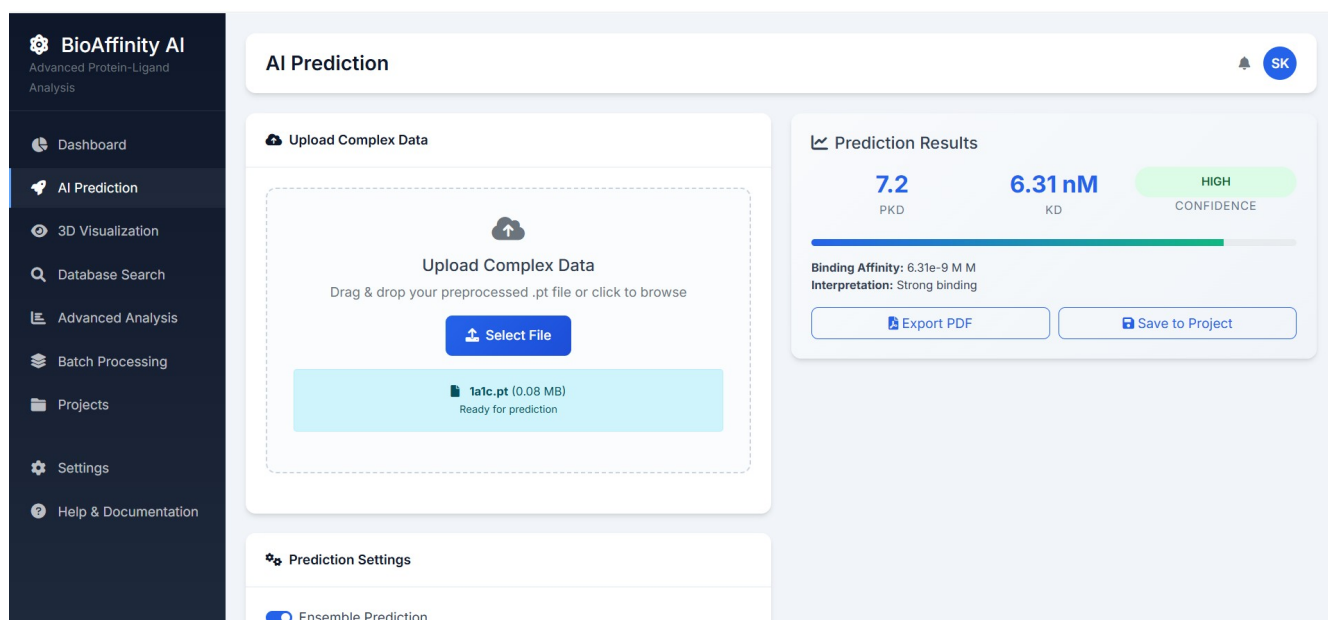 BioAffinity AI
Advanced Protein-Ligand
Analysis
Dashboard
AI Prediction
3D Visualization
Database Search
Advanced Analysis
Batch Processing
Projects
Settings
Help & Documentation
AI Prediction
SK
Upload Complex Data
Upload Complex Data
Drag & drop your preprocessed .pt file or click to browse
Select File
1a1c.pt (0.08 MB)
Ready for prediction
Prediction Settings
Ensemble Prediction
Prediction Results
7.2
PKD
6.31 nM
KD
HIGH
CONFIDENCE
Binding Affinity: 6.31e-9 M M
Interpretation: Strong binding
Export PDF
Save to Project